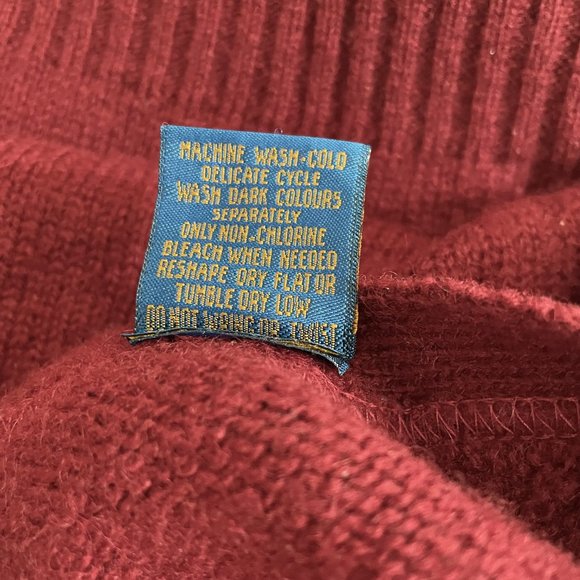 MACHINE WASH-COLD
DELICATE CYCLE
WASH DARK COLOURS
SEPARATELY
ONLY NON-CHLORINE
BLEACH WHEN NEEDED
RESHAPE. DRY FLAT OR
TUMBLE DRY LOW
DO NOT WRING OR TWIST